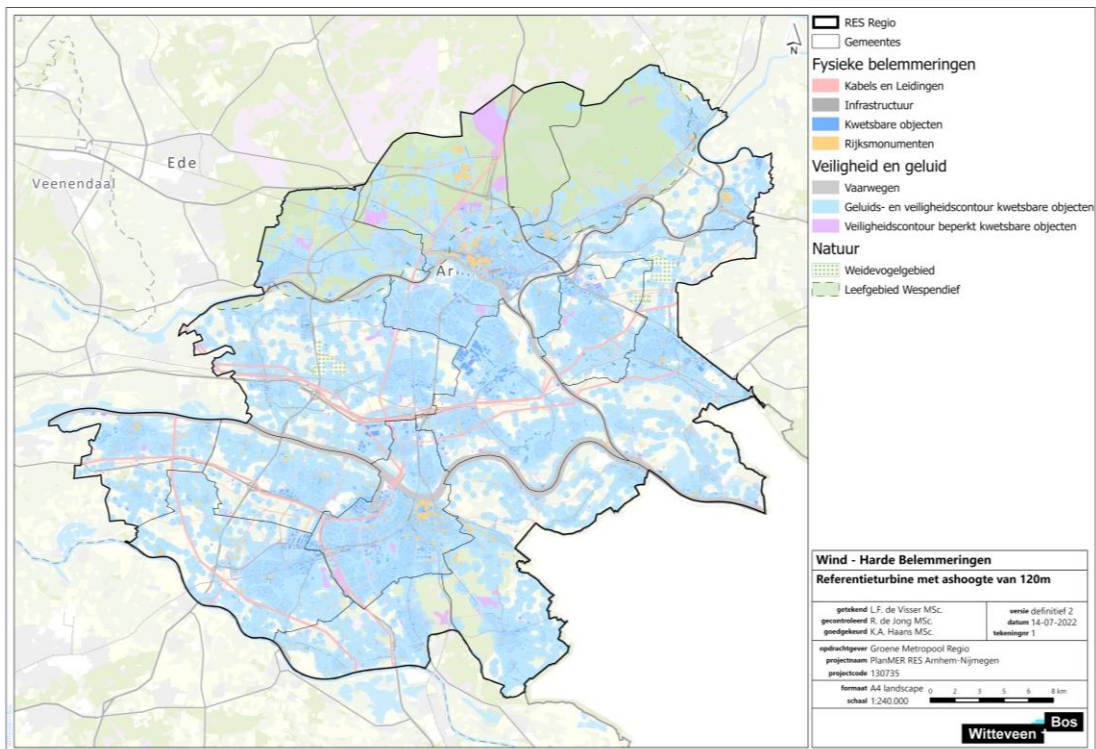 Ede
Veenendaal
N
RES Regio
Gemeentes
Fysieke belemmeringen
Kabels en Leidingen
Infrastructuur
Kwetsbare objecten
Rijksmonumenten
Veiligheid en geluid
Vaarwegen
Geluids- en veiligheidscontour kwetsbare objecten
Veiligheidscontour beperkt kwetsbare objecten
Natuur
Weidevogelgebied
Leefgebied Wespendief
Wind - Harde Belemmeringen
Referentieturbine met ashoogte van 120m
getekend L.F. de Visser MSc.
gecontroleerd R. de Jong MSc.
goedgekeurd K.A. Haans MSc.
versie definitief 2
datum 14-07-2022
tekeningnr 1
opdrachtgever Groene Metropool Regio
projectnaam PlanMER RES Arnhem-Nijmegen
projectcode 130735
formaat A4 landscape
schaal 1:240.000
0 2 3 5 6 8 km
Witteveen + Bos